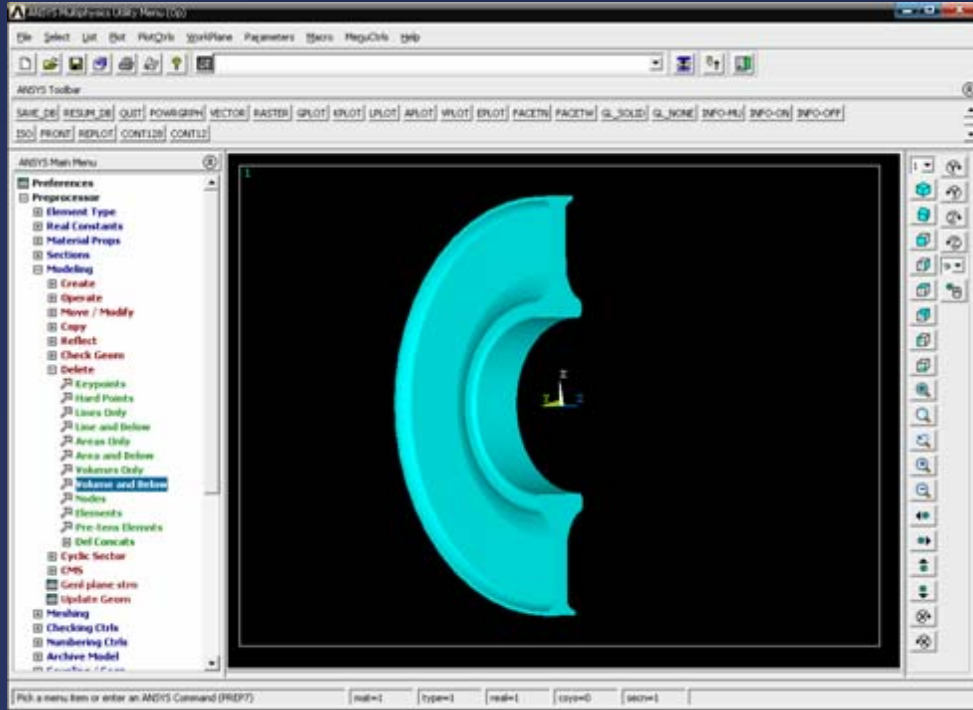 ANSYS Multiphysics Utility Menu (Op)
File Select List Plot PlotCtrls WorkPlane Parameters Macro MenuCtrls Help
ANSYS Toolbar
SAVE_DB RESUM_DB QUIT POWRGRPH VECTOR RASTER GPLOT KPLOT LPLOT APLOT VPLOT EPLOT FACETN FACETW GL_SOLID GL_NONE INFO-MU INFO-ON INFO-OFF
ISO FRONT REPLOT CONT128 CONT12
ANSYS Main Menu
Preferences
Preprocessor
Element Type
Real Constants
Material Props
Sections
Modeling
Create
Operate
Move / Modify
Copy
Reflect
Check Geom
Delete
Keypoints
Hard Points
Lines Only
Line and Below
Areas Only
Area and Below
Volumes Only
Volume and Below
Nodes
Elements
Pre-tens Elemnts
Del Concats
Cyclic Sector
CMS
Genl plane strn
Update Geom
Meshing
Checking Ctrls
Numbering Ctrls
Archive Model
1
Z
1
Pick a menu item or enter an ANSYS Command (PREP7)
mat=1
type=1
real=1
csys=0
secn=1